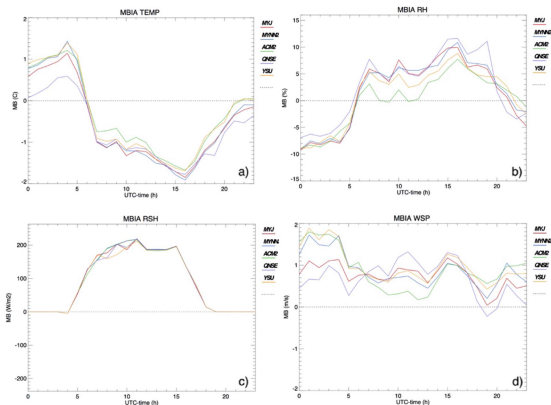 MBIA TEMP
MB (C)
2
1
0
-1
-2
0
5
10
15
20
UTC-time (h)
a)
MYJ
MYNN2
ACM2
QNSE
YSU
MBIA RH
MB (%)
15
10
5
0
-5
-10
-15
0
5
10
15
20
UTC-time (h)
b)
MYJ
MYNN2
ACM2
QNSE
YSU
MBIA RSH
MB (W/m2)
200
100
0
-100
-200
0
5
10
15
20
UTC-time (h)
c)
MYJ
MYNN
ACM2
QNSE
YSU
MBIA WSP
MB (m/s)
2
1
0
-1
-2
0
5
10
15
20
UTC-time (h)
d)
MYJ
MYNN2
ACM2
QNSE
YSU